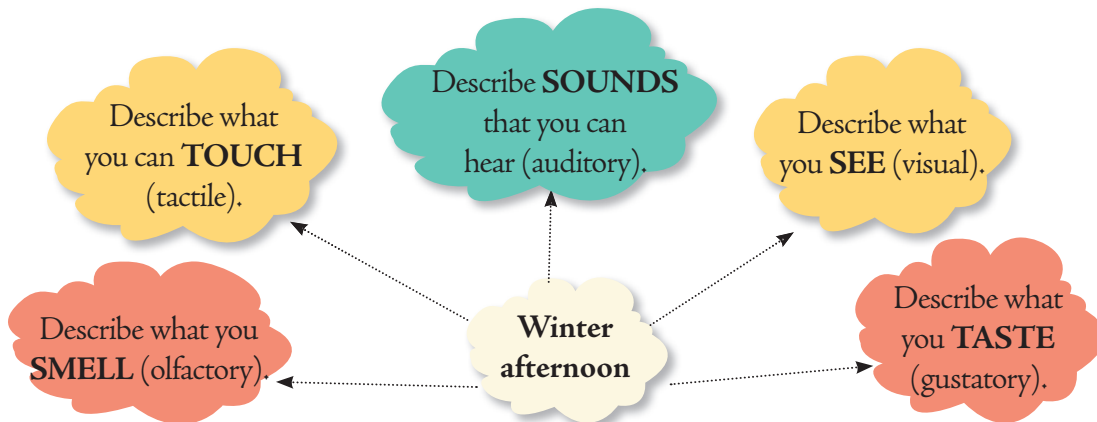 Describe what
you can TOUCH
(tactile).
Describe SOUNDS
that you can
hear (auditory).
Describe what
you SEE (visual).
Describe what you
SMELL (olfactory).
Winter
afternoon
Describe what
you TASTE
(gustatory).